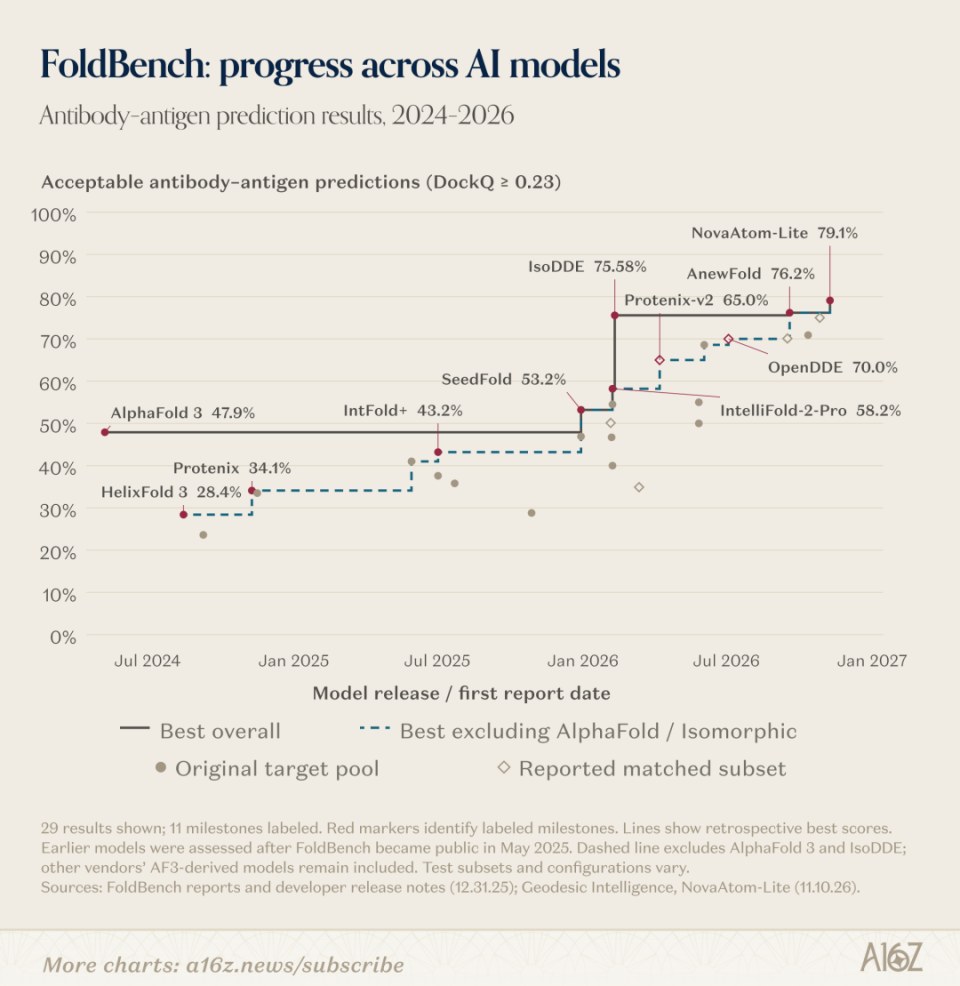 FoldBench: progress across AI models
Antibody–antigen prediction results, 2024–2026
Acceptable antibody–antigen predictions (DockQ ≥ 0.23)
100%
90%
80%
70%
60%
50%
40%
30%
20%
10%
0%
NovaAtom-Lite 79.1%
IsoDDE 75.58%
AnewFold 76.2%
Protenix-v2 65.0%
OpenDDE 70.0%
SeedFold 53.2%
IntelliFold-2-Pro 58.2%
AlphaFold 3 47.9%
IntFold+ 43.2%
Protenix 34.1%
HelixFold 3 28.4%
Jul 2024 Jan 2025 Jul 2025 Jan 2026 Jul 2026 Jan 2027
Model release / first report date
Best overall Best excluding AlphaFold / Isomorphic
Original target pool Reported matched subset
29 results shown; 11 milestones labeled. Red markers identify labeled milestones. Lines show retrospective best scores.
Earlier models were assessed after FoldBench became public in May 2025. Dashed line excludes AlphaFold 3 and IsoDDE;
other vendors’ AF3-derived models remain included. Test subsets and configurations vary.
Sources: FoldBench reports and developer release notes (12.31.25); Geodesic Intelligence, NovaAtom-Lite (11.10.26).
More charts: a16z.news/subscribe
A16Z